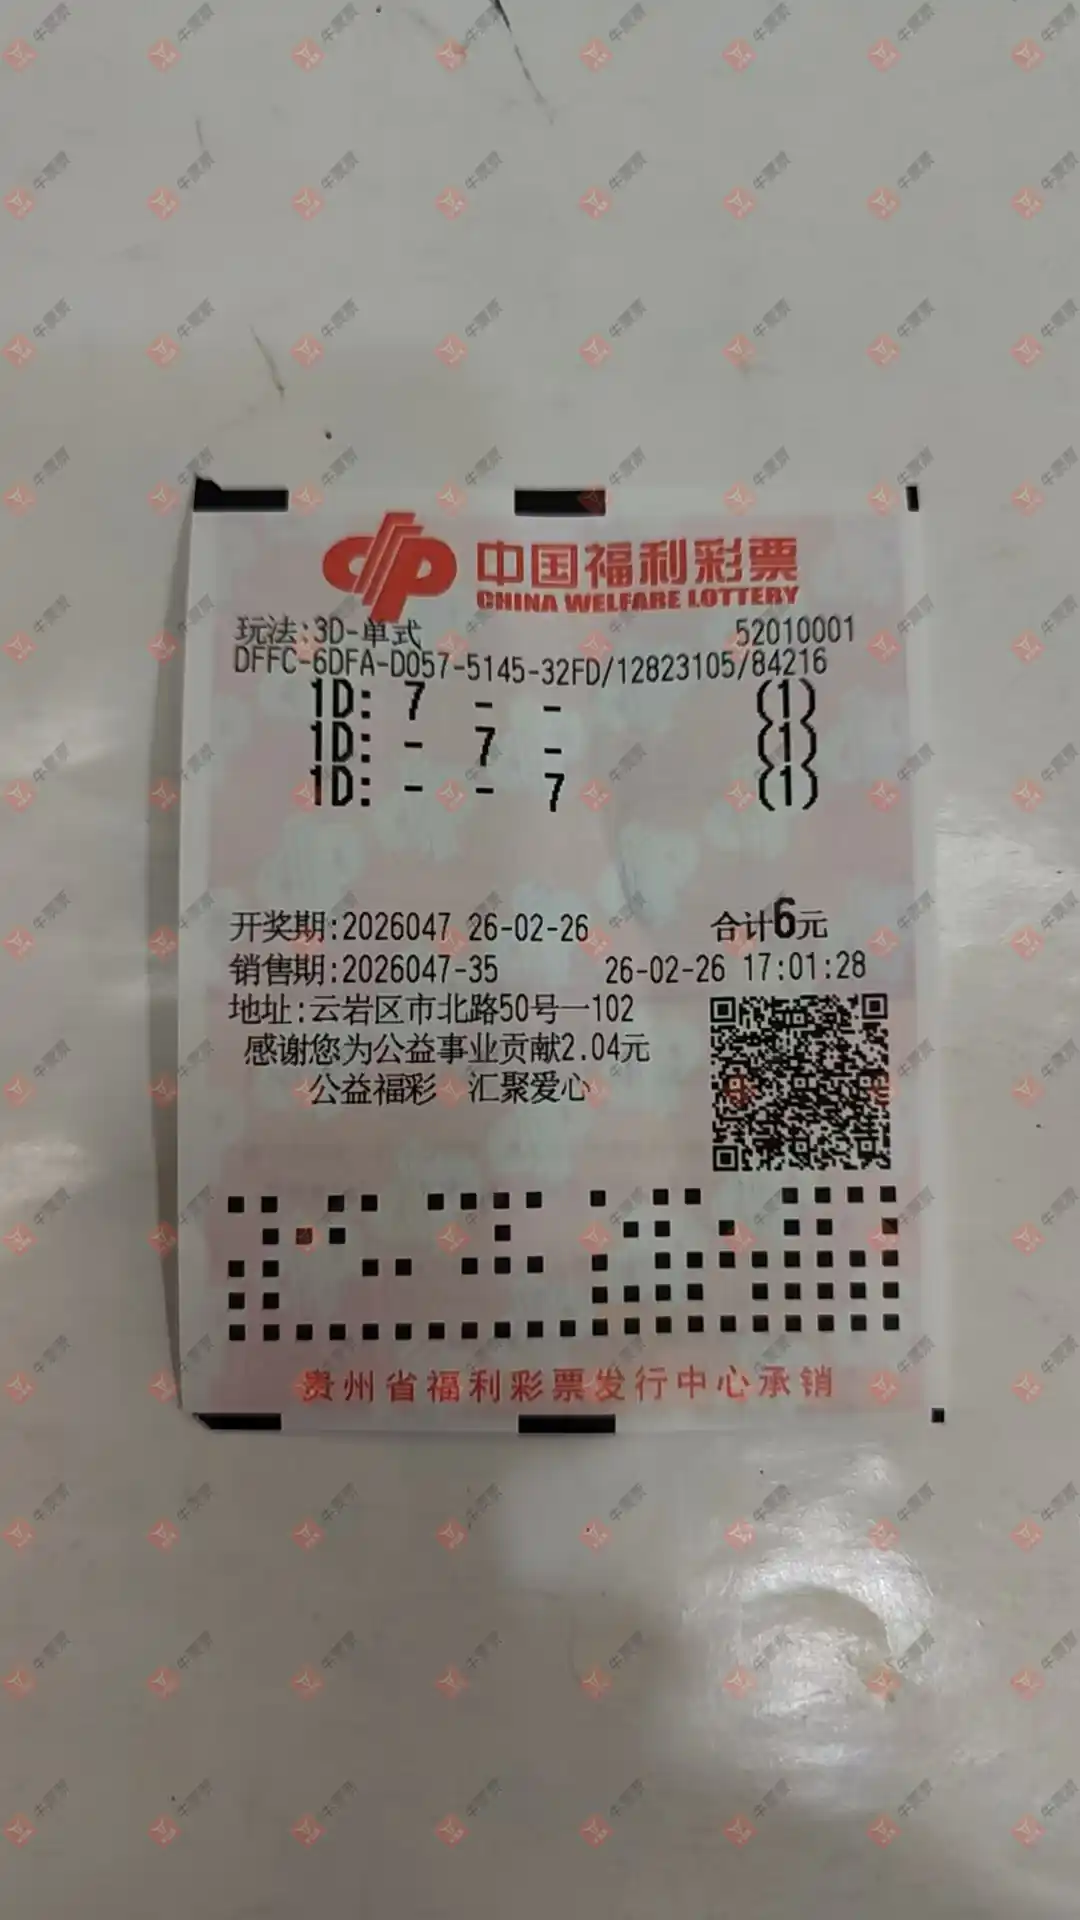 中国福利彩票
CHINA WELFARE LOTTERY
玩法:3D-单式 52010001
DFFC-6DFA-D057-5145-32FD/12823105/84216
1D: 7 - - (1)
1D: - 7 - (1)
1D: - - 7 (1)
开奖期:2026047 26-02-26 合计6元
销售期:2026047-35 26-02-26 17:01:28
地址:云岩区市北路50号一102
感谢您为公益事业贡献2.04元
公益福彩 汇聚爱心
贵州省福利彩票发行中心承销